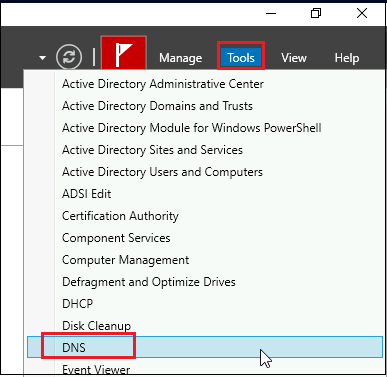 Manage Tools View Help
Active Directory Administrative Center
Active Directory Domains and Trusts
Active Directory Module for Windows PowerShell
Active Directory Sites and Services
Active Directory Users and Computers
ADSI Edit
Certification Authority
Component Services
Computer Management
Defragment and Optimize Drives
DHCP
Disk Cleanup
DNS
Event Viewer